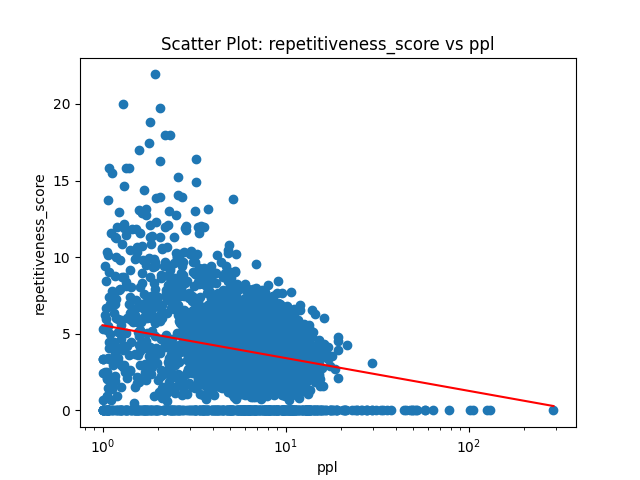 Scatter Plot: repetitiveness_score vs ppl
20
15
10
5
0
repetitiveness_score
10⁰
10¹
10²
ppl